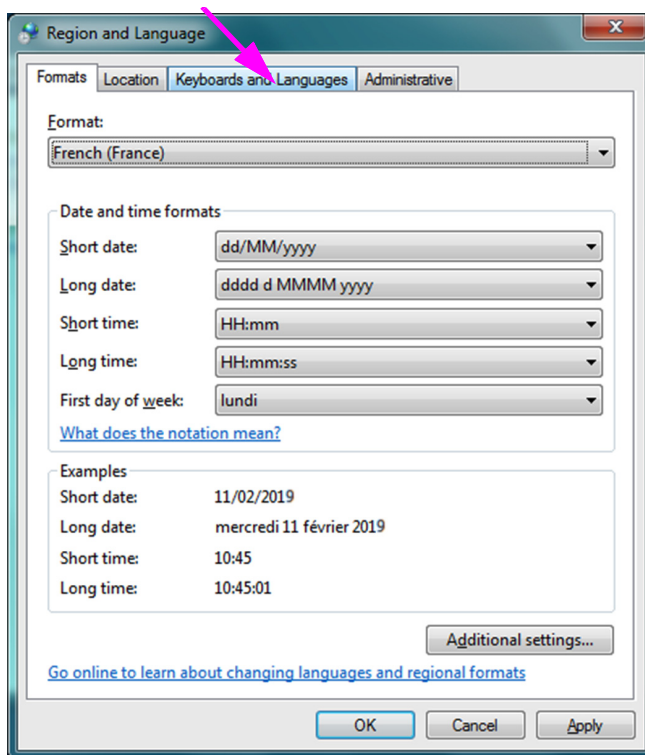 Region and Language
Formats Location Keyboards and Languages Administrative
Format:
French (France)
Date and time formats
Short date: dd/MM/yyyy
Long date: dddd d MMMM yyyy
Short time: HH:mm
Long time: HH:mm:ss
First day of week: lundi
What does the notation mean?
Examples
Short date: 11/02/2019
Long date: mercredi 11 février 2019
Short time: 10:45
Long time: 10:45:01
Additional settings...
Go online to learn about changing languages and regional formats
OK Cancel Apply